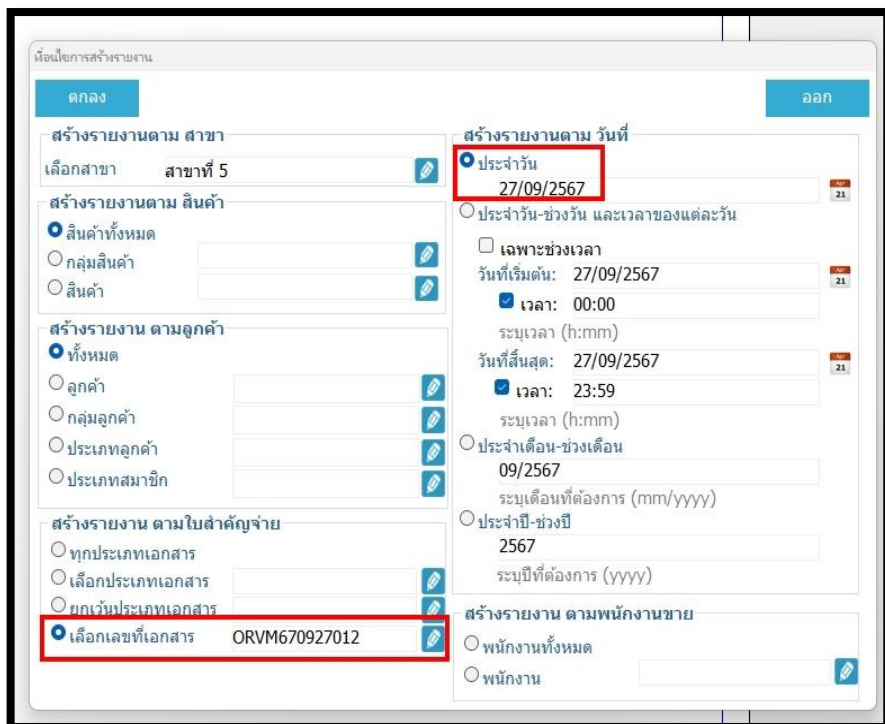 ผื่อนไขการสร้างรายงาน
ตกลง
ออก
สร้างรายงานตาม สาขา
เลือกสาขา สาขาที่ 5
สร้างรายงานตาม สินค้า
สินค้าทั้งหมด
กลุ่มสินค้า
สินค้า
สร้างรายงาน ตามลูกค้า
ทั้งหมด
ลูกค้า
กลุ่มลูกค้า
ประเภทลูกค้า
ประเภทสมาชิก
สร้างรายงาน ตามใบสำคัญจ่าย
ทุกประเภทเอกสาร
เลือกประเภทเอกสาร
ยกเว้นประเภทเอกสาร
เลือกเลขที่เอกสาร ORVM670927012
สร้างรายงานตาม วันที่
ประจำวัน
27/09/2567
Apr 21
ประจำวัน-ช่วงวัน และเวลาของแต่ละวัน
เฉพาะช่วงเวลา
วันที่เริ่มต้น: 27/09/2567
Apr 21
เวลา: 00:00
ระบุเวลา (h:mm)
วันที่สิ้นสุด: 27/09/2567
Apr 21
เวลา: 23:59
ระบุเวลา (h:mm)
ประจำเดือน-ช่วงเดือน
09/2567
ระบุเดือนที่ต้องการ (mm/yyyy)
ประจำปี-ช่วงปี
2567
ระบุปีที่ต้องการ (yyyy)
สร้างรายงาน ตามพนักงานขาย
พนักงานทั้งหมด
พนักงาน